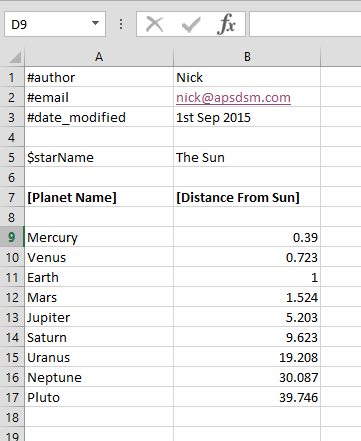 D9 fx
A B
1 #author Nick
2 #email nick@apsdsm.com
3 #date_modified 1st Sep 2015
4
5 $starName The Sun
6
7 [Planet Name] [Distance From Sun]
8
9 Mercury 0.39
10 Venus 0.723
11 Earth 1
12 Mars 1.524
13 Jupiter 5.203
14 Saturn 9.623
15 Uranus 19.208
16 Neptune 30.087
17 Pluto 39.746
18
19